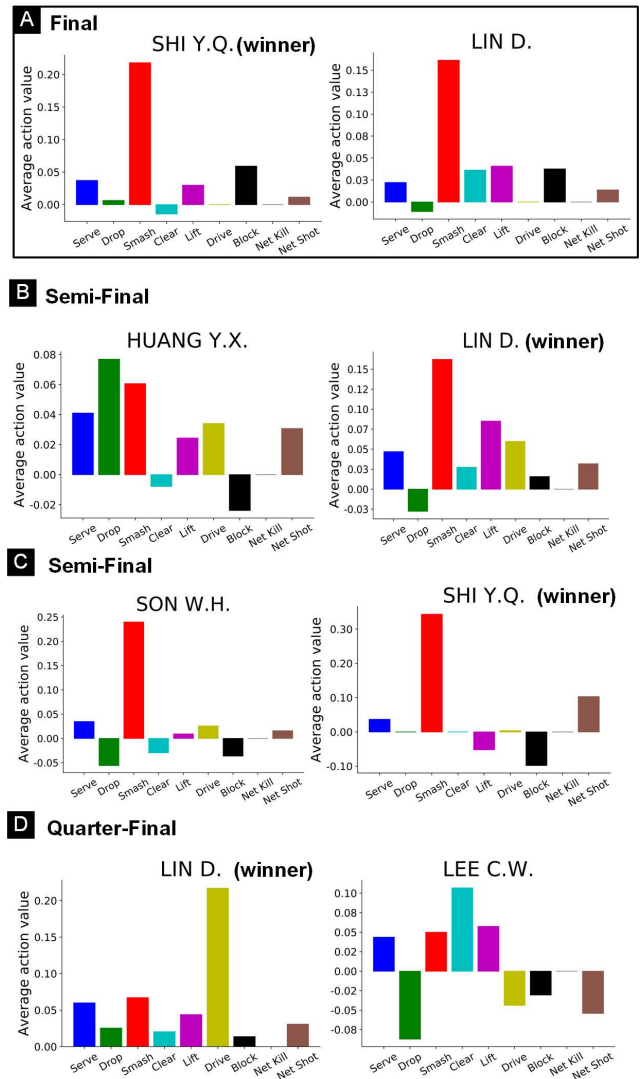 A Final
SHI Y.Q. (winner)
LIN D.
Average action value
0.20
0.15
0.10
0.05
0.00
Serve Drop Smash Clear Lift Drive Block Net Kill Net Shot
Average action value
0.15
0.13
0.10
0.08
0.05
0.03
0.00
Serve Drop Smash Clear Lift Drive Block Net Kill Net Shot
B Semi-Final
HUANG Y.X.
LIN D. (winner)
Average action value
0.08
0.06
0.04
0.02
0.00
-0.02
Serve Drop Smash Clear Lift Drive Block Net Kill Net Shot
Average action value
0.15
0.13
0.10
0.07
0.05
0.03
0.00
-0.03
Serve Drop Smash Clear Lift Drive Block Net Kill Net Shot
C Semi-Final
SON W.H.
SHI Y.Q. (winner)
Average action value
0.25
0.20
0.15
0.10
0.05
0.00
-0.05
Serve Drop Smash Clear Lift Drive Block Net Kill Net Shot
Average action value
0.30
0.20
0.10
0.00
-0.10
Serve Drop Smash Clear Lift Drive Block Net Kill Net Shot
D Quarter-Final
LIN D. (winner)
LEE C.W.
Average action value
0.20
0.15
0.10
0.05
0.00
Serve Drop Smash Clear Lift Drive Block Net Kill Net Shot
0.10
0.08
0.05
0.02
0.00
-0.02
-0.05
-0.08
Serve Drop Smash Clear Lift Drive Block Net Kill Net Shot